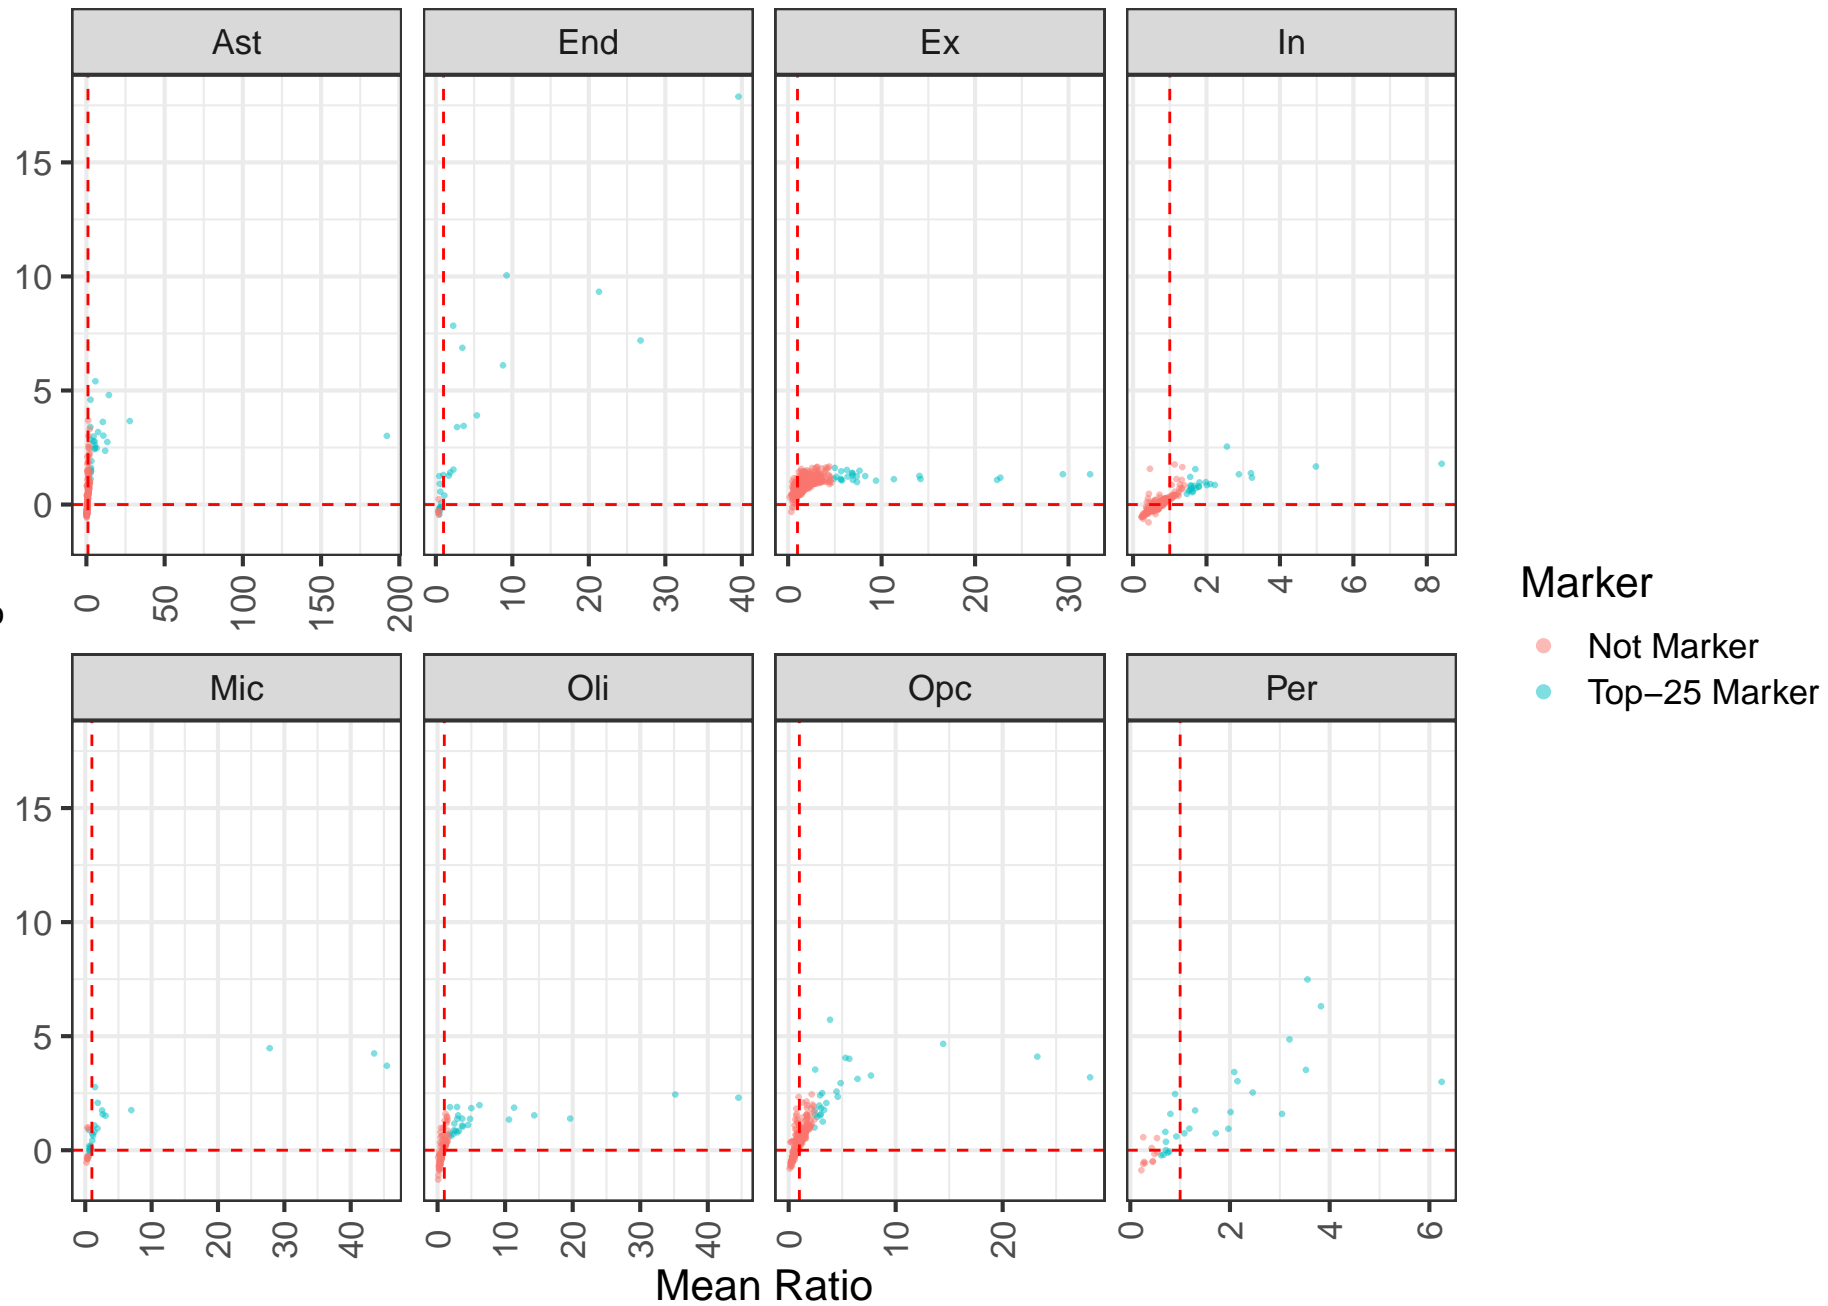 Ast End Ex In
15
10
5
0
0 50 100 150 200 0 10 20 30 40 0 10 20 30 0 2 4 6 8
Mic Oli Opc Per
15
10
5
0
0 10 20 30 40 0 10 20 30 40 0 10 20 0 2 4 6
Mean Ratio
Marker
Not Marker
Top−25 Marker